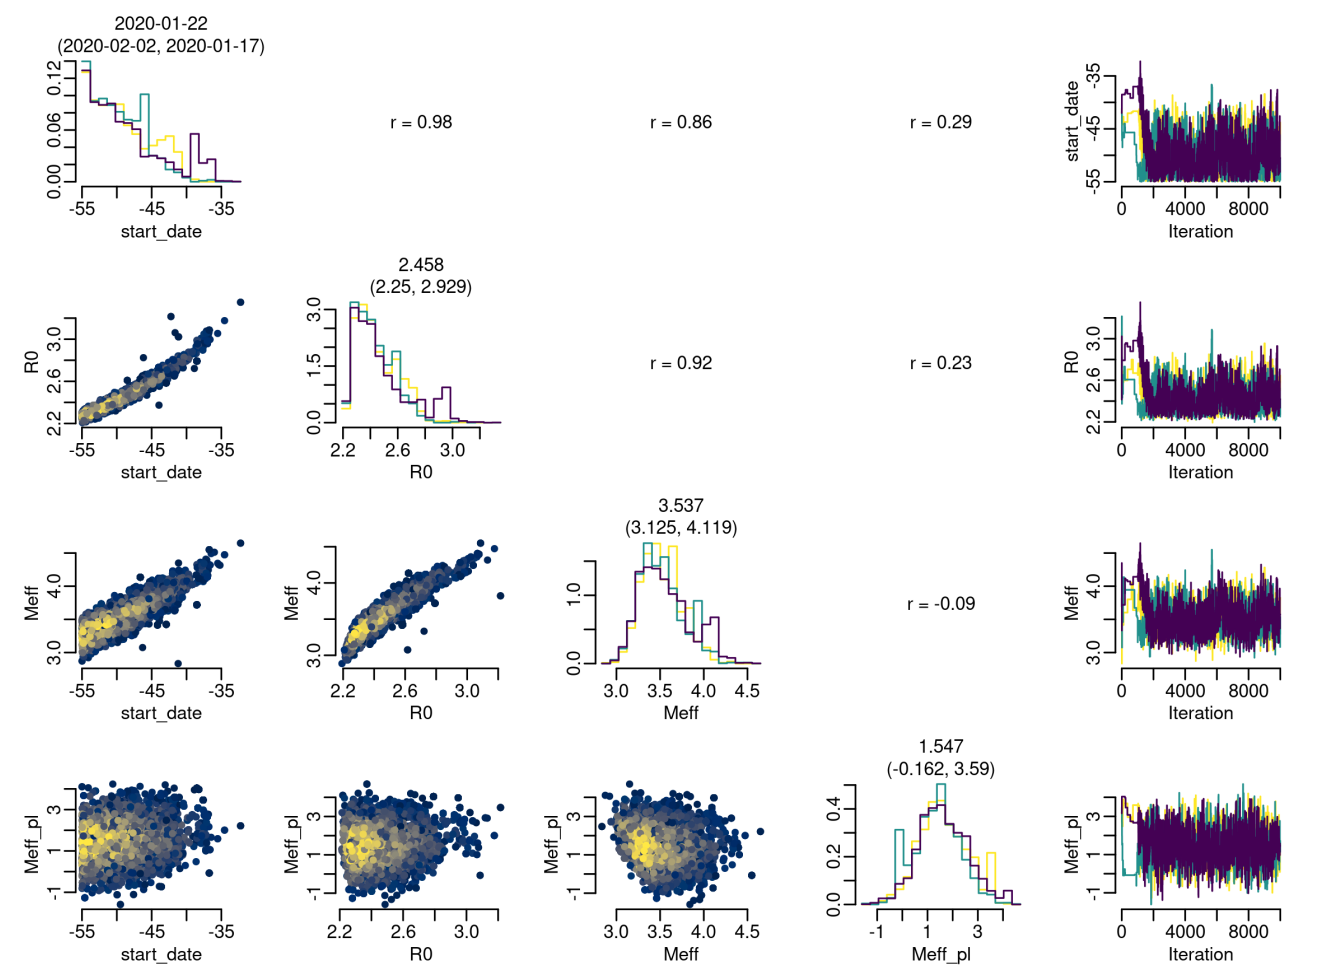 2020-01-22
(2020-02-02, 2020-01-17)
0.12
0.06
0.00
-55 -45 -35
start_date
r = 0.98
r = 0.86
r = 0.29
start_date
-35
-45
-55
0 4000 8000
Iteration
R0
3.0
2.6
2.2
-55 -45 -35
start_date
2.458
(2.25, 2.929)
3.0
1.5
0.0
2.2 2.6 3.0
R0
r = 0.92
r = 0.23
R0
3.0
2.6
2.2
0 4000 8000
Iteration
Meff
4.0
3.0
-55 -45 -35
start_date
Meff
4.0
3.0
2.2 2.6 3.0
R0
3.537
(3.125, 4.119)
1.0
0.0
3.0 3.5 4.0 4.5
Meff
r = -0.09
Meff
4.0
3.0
0 4000 8000
Iteration
Meff_pl
3
1
-1
-55 -45 -35
start_date
Meff_pl
3
1
-1
2.2 2.6 3.0
R0
Meff_pl
3
1
-1
3.0 3.5 4.0 4.5
Meff
1.547
(-0.162, 3.59)
0.4
0.2
0.0
-1 1 3
Meff_pl
Meff_pl
3
1
-1
0 4000 8000
Iteration